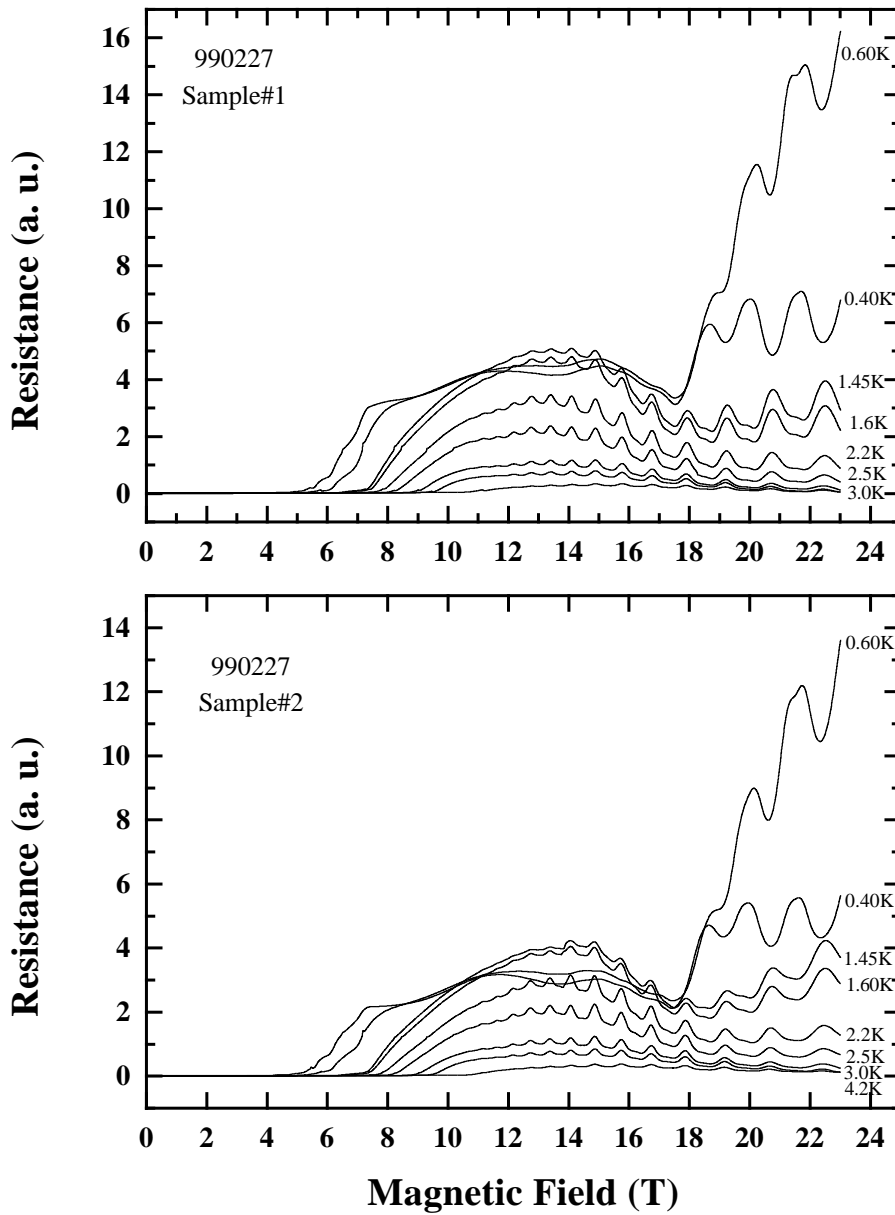 16
14
12
10
8
6
4
2
0
Resistance (a. u.)
990227
Sample#1
0.60K
0.40K
1.45K
1.6K
2.2K
2.5K
3.0K
0 2 4 6 8 10 12 14 16 18 20 22 24
14
12
10
8
6
4
2
0
Resistance (a. u.)
990227
Sample#2
0.60K
0.40K
1.45K
1.60K
2.2K
2.5K
3.0K
4.2K
0 2 4 6 8 10 12 14 16 18 20 22 24
Magnetic Field (T)